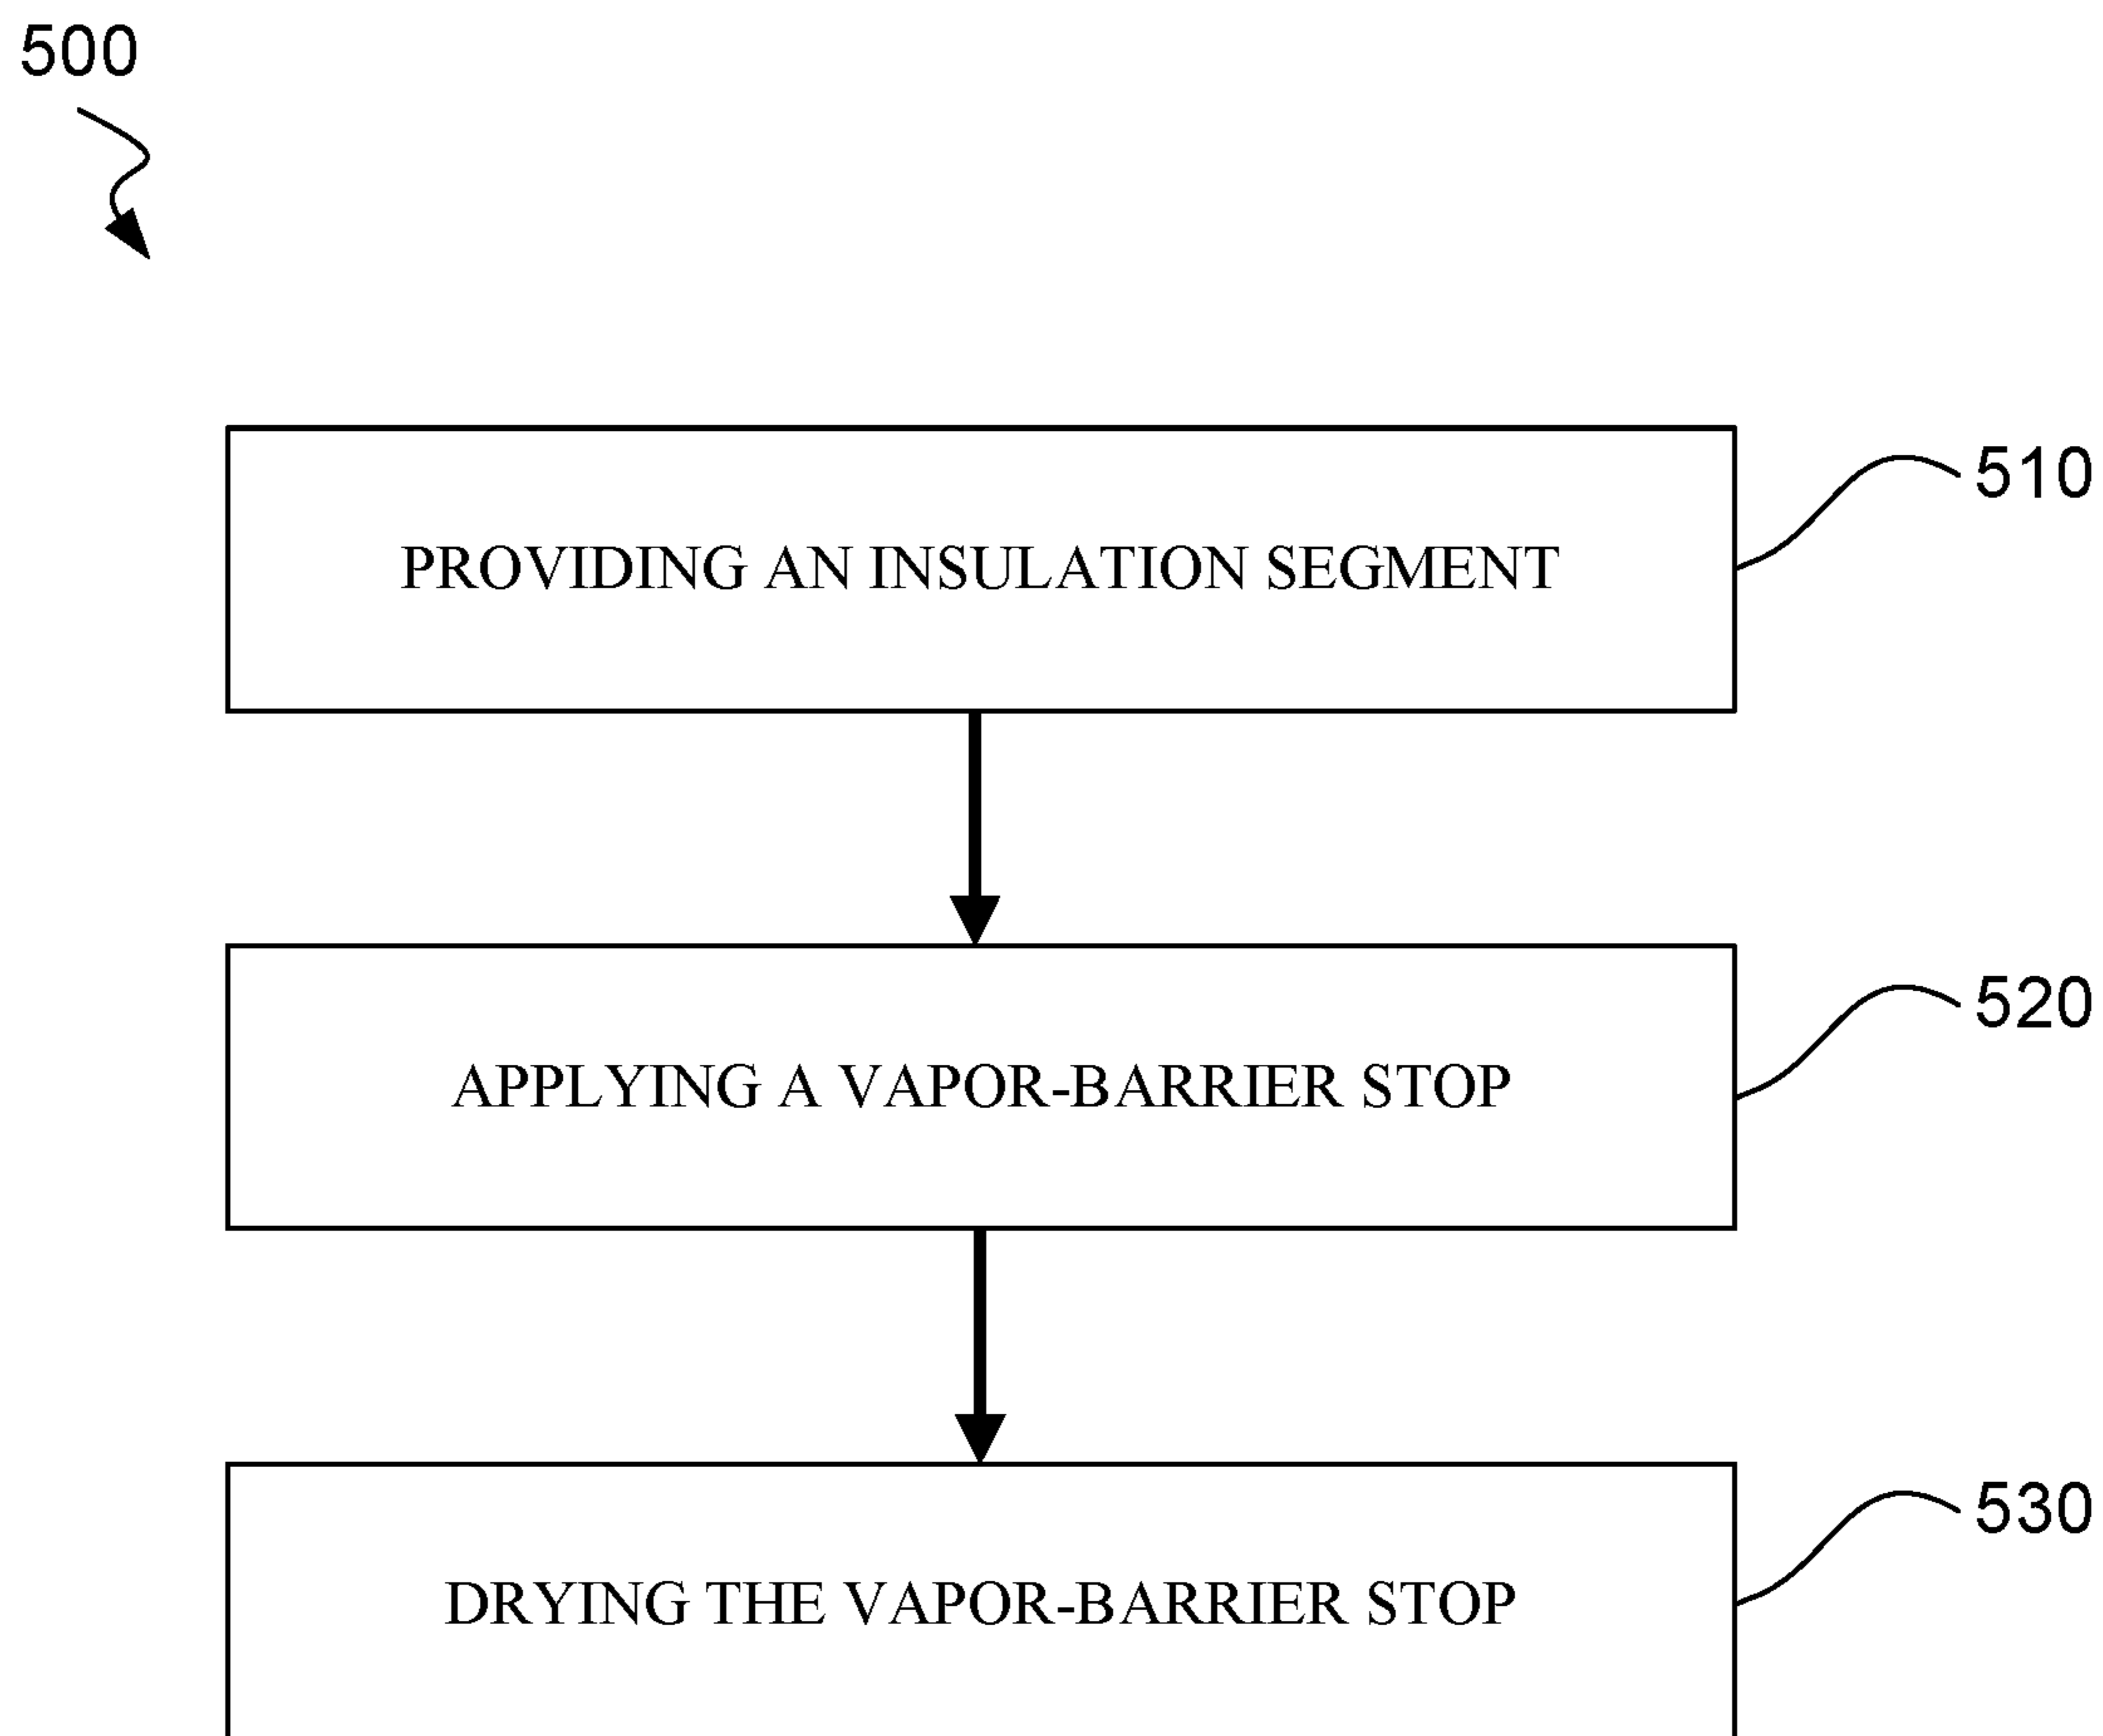 500
PROVIDING AN INSULATION SEGMENT
510
APPLYING A VAPOR-BARRIER STOP
520
DRYING THE VAPOR-BARRIER STOP
530